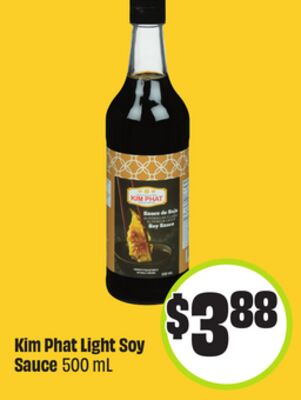 KIM PHAT
Sauce de Soja
Soy Sauce
$3.88
Kim Phat Light Soy
Sauce 500 mL